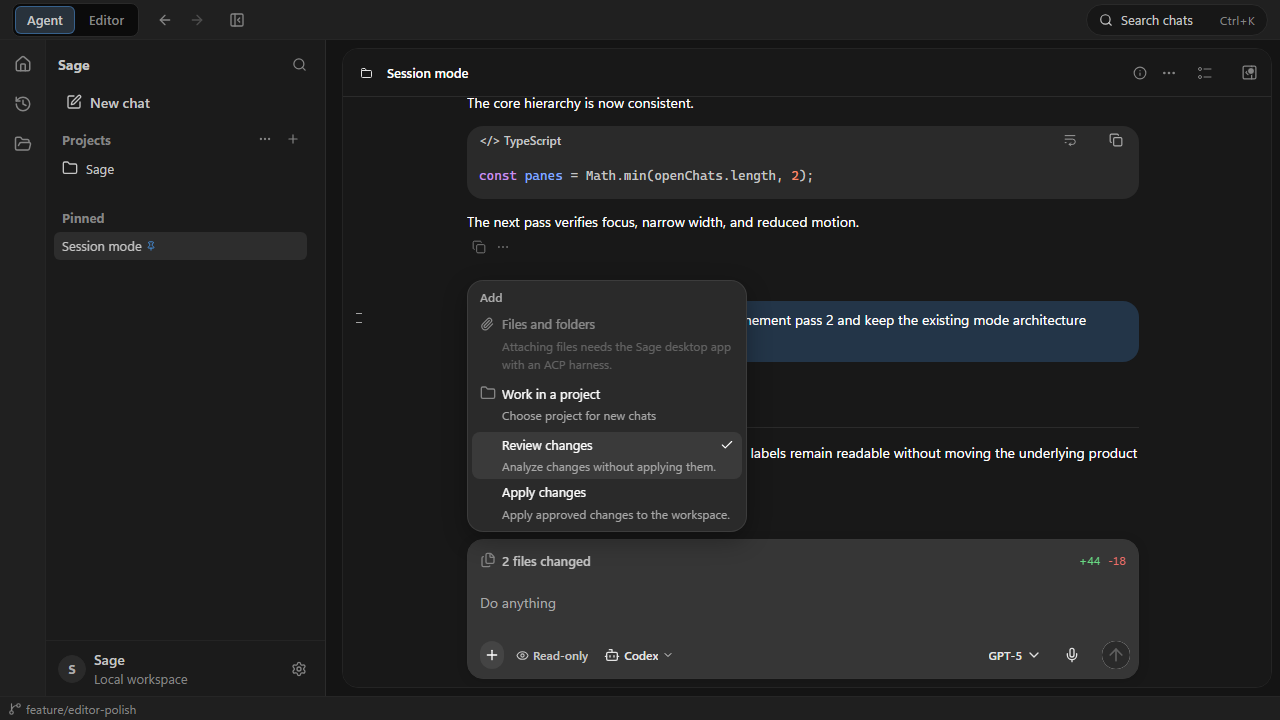 Agent
Editor
Search chats
Ctrl+K
Sage
New chat
Projects
Sage
Pinned
Session mode
Session mode
The core hierarchy is now consistent.
</> TypeScript
const panes = Math.min(openChats.length, 2);
The next pass verifies focus, narrow width, and reduced motion.
pass 2 and keep the existing mode architecture
labels remain readable without moving the underlying product
Add
Files and folders
Attaching files needs the Sage desktop app
with an ACP harness.
Work in a project
Choose project for new chats
Review changes
Analyze changes without applying them.
Apply changes
Apply approved changes to the workspace.
2 files changed
+44 -18
Do anything
Read-only
Codex
GPT-5
S
Sage
Local workspace
feature/editor-polish